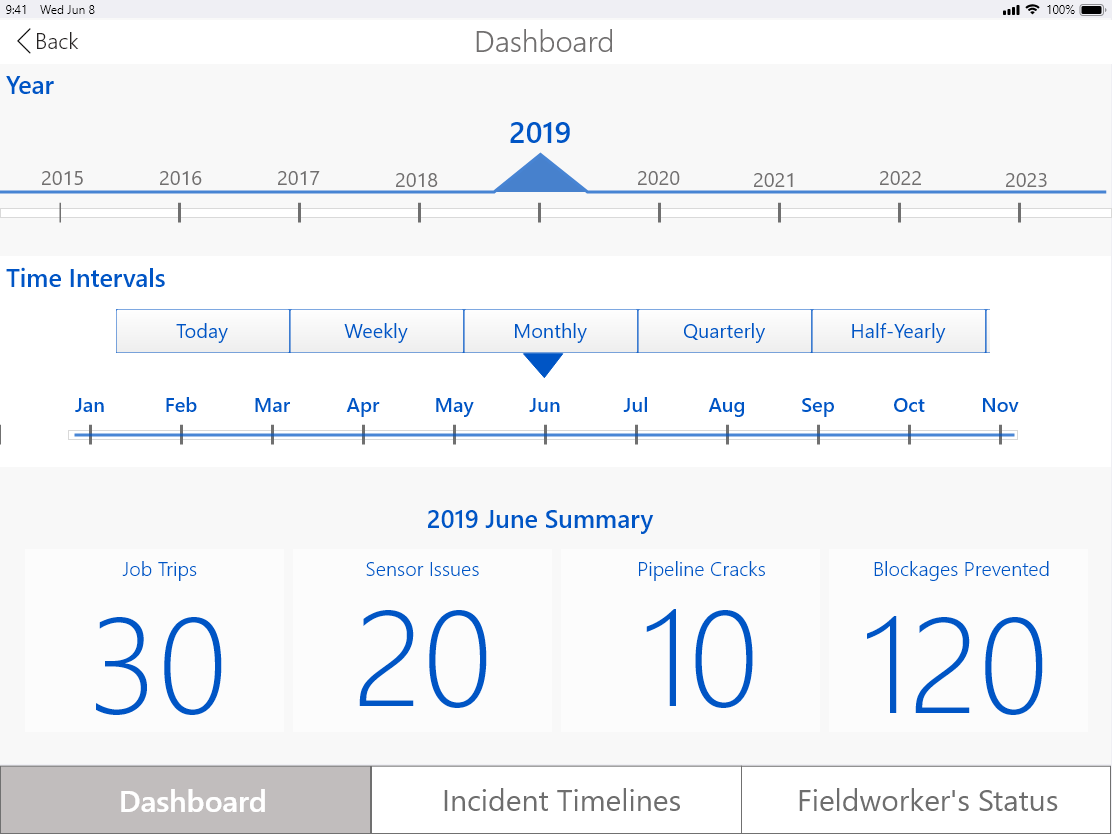 9:41 Wed Jun 8 100%
Back Dashboard
Year
2019
2015 2016 2017 2018 2020 2021 2022 2023
Time Intervals
Today Weekly Monthly Quarterly Half-Yearly
Jan Feb Mar Apr May Jun Jul Aug Sep Oct Nov
2019 June Summary
Job Trips Sensor Issues Pipeline Cracks Blockages Prevented
30 20 10 120
Dashboard Incident Timelines Fieldworker's Status